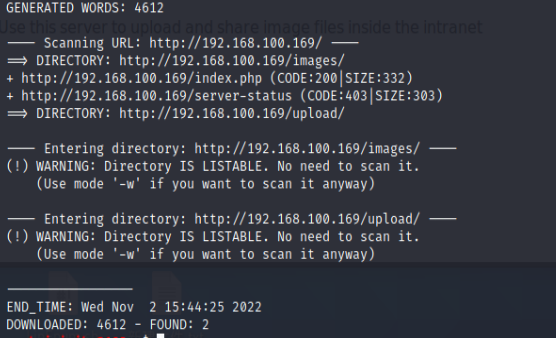 GENERATED WORDS: 4612
Use this server to upload and share image files inside the intranet
---- Scanning URL: http://192.168.100.169/ ----
==> DIRECTORY: http://192.168.100.169/images/
+ http://192.168.100.169/index.php (CODE:200|SIZE:332)
+ http://192.168.100.169/server-status (CODE:403|SIZE:303)
==> DIRECTORY: http://192.168.100.169/upload/
---- Entering directory: http://192.168.100.169/images/ ----
(!) WARNING: Directory IS LISTABLE. No need to scan it.
(Use mode '-w' if you want to scan it anyway)
---- Entering directory: http://192.168.100.169/upload/ ----
(!) WARNING: Directory IS LISTABLE. No need to scan it.
(Use mode '-w' if you want to scan it anyway)
-----------------
END_TIME: Wed Nov  2 15:44:25 2022
DOWNLOADED: 4612 - FOUND: 2